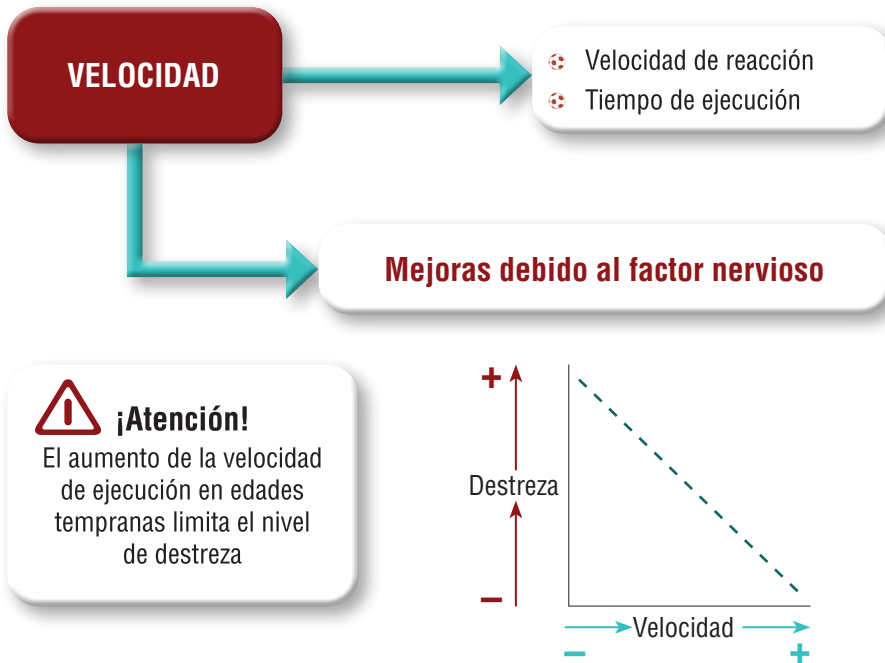 VELOCIDAD
Velocidad de reacción
Tiempo de ejecución
Mejoras debido al factor nervioso
¡Atención!
El aumento de la velocidad
de ejecución en edades
tempranas limita el nivel
de destreza
+
Destreza
–
Velocidad
– +